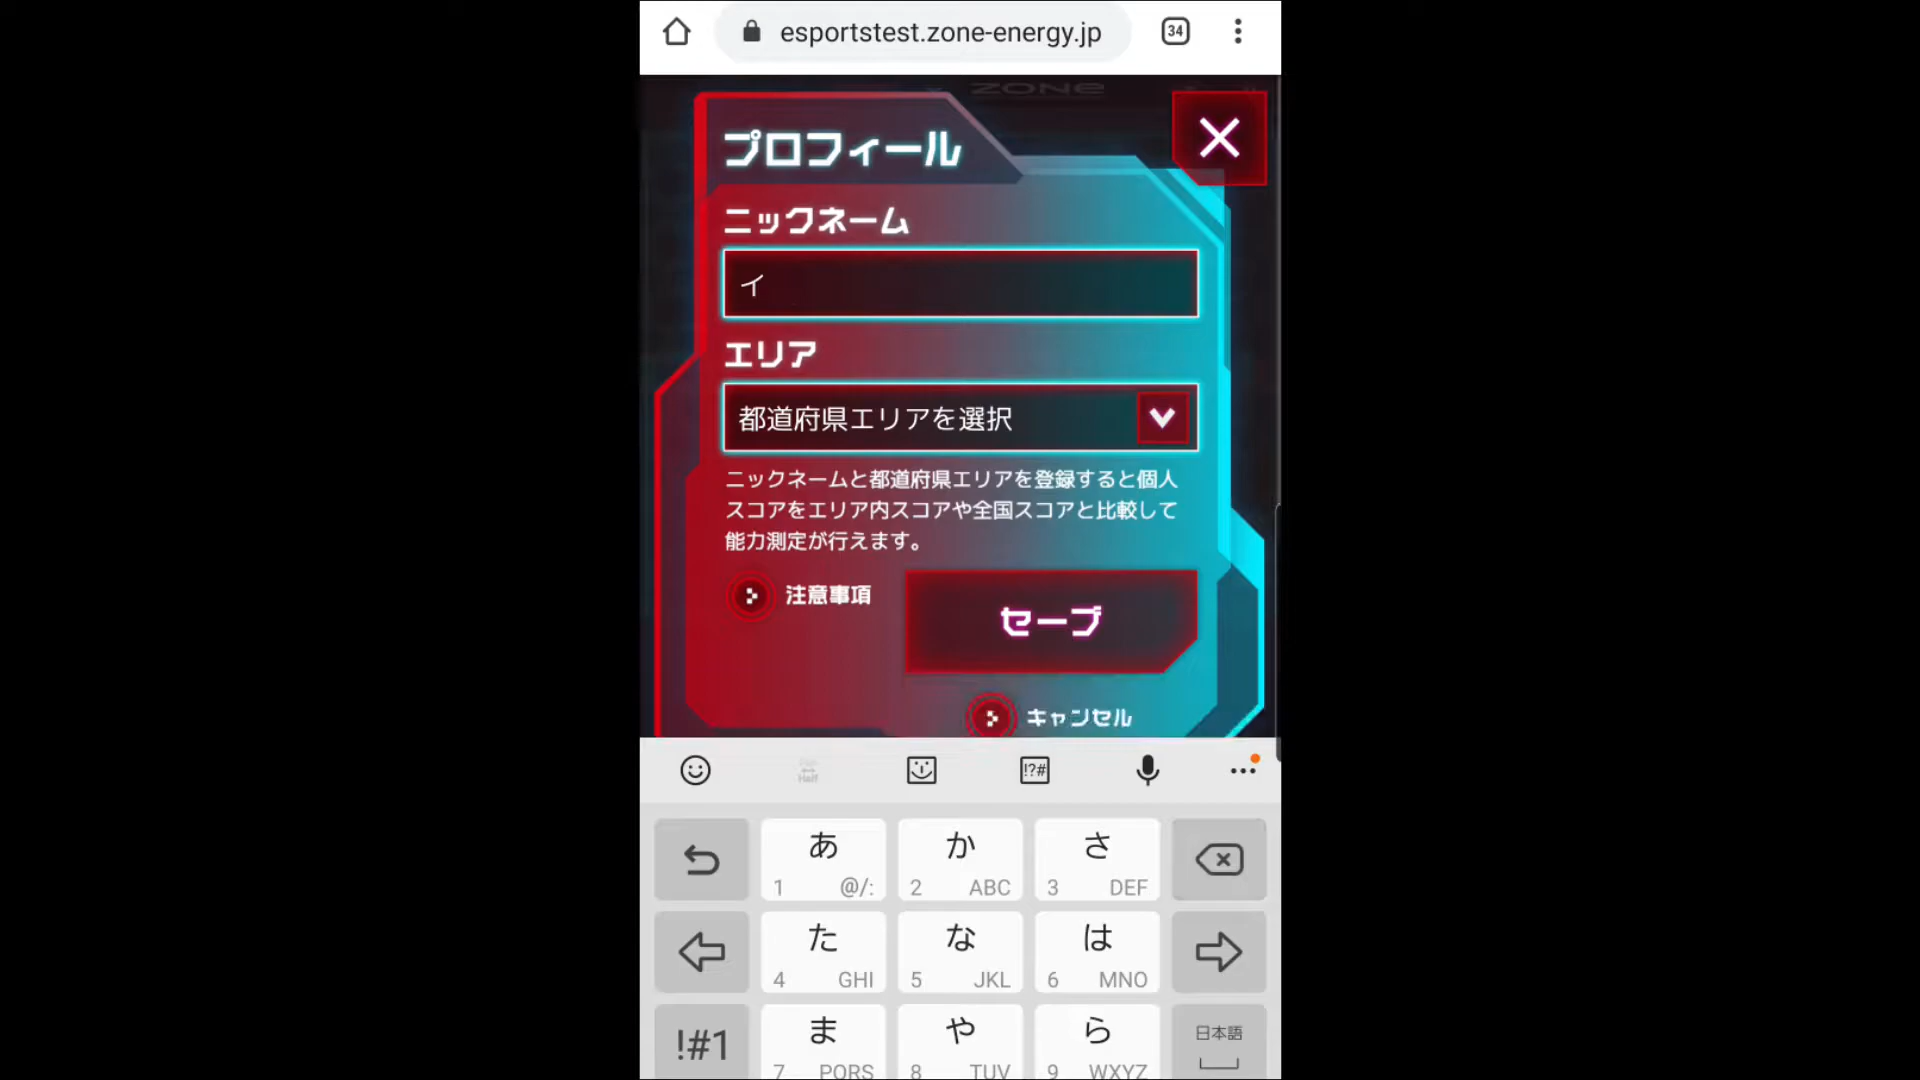 esportstest.zone-energy.jp
34
ZONE
プロフィール
ニックネーム
イ
エリア
都道府県エリアを選択
ニックネームと都道府県エリアを登録すると個人
スコアをエリア内スコアや全国スコアと比較して
能力測定が行えます。
注意事項
セーブ
キャンセル
!?#
あ
か
さ
1 @/:
2 ABC
3 DEF
た
な
は
4 GHI
5 JKL
6 MNO
!#1
ま
や
ら
日本語
7 PQRS
8 TUV
9 WXYZ